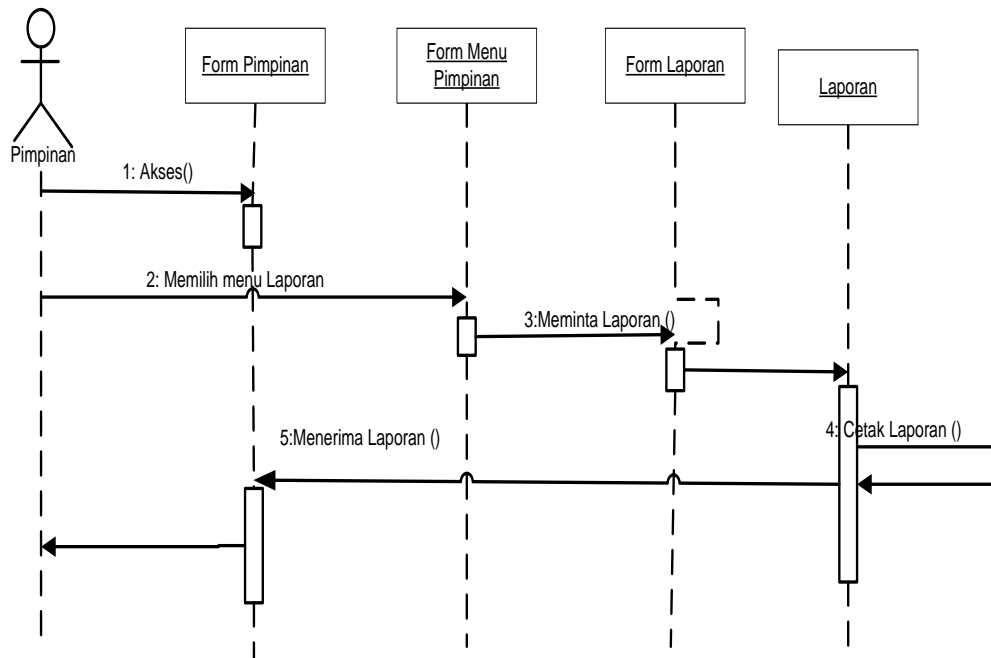 Form Pimpinan
Form Menu
Pimpinan
Form Laporan
Laporan
Pimpinan
1: Akses()
2: Memilih menu Laporan
3:Meminta Laporan ()
4: Cetak Laporan ()
5:Menerima Laporan ()